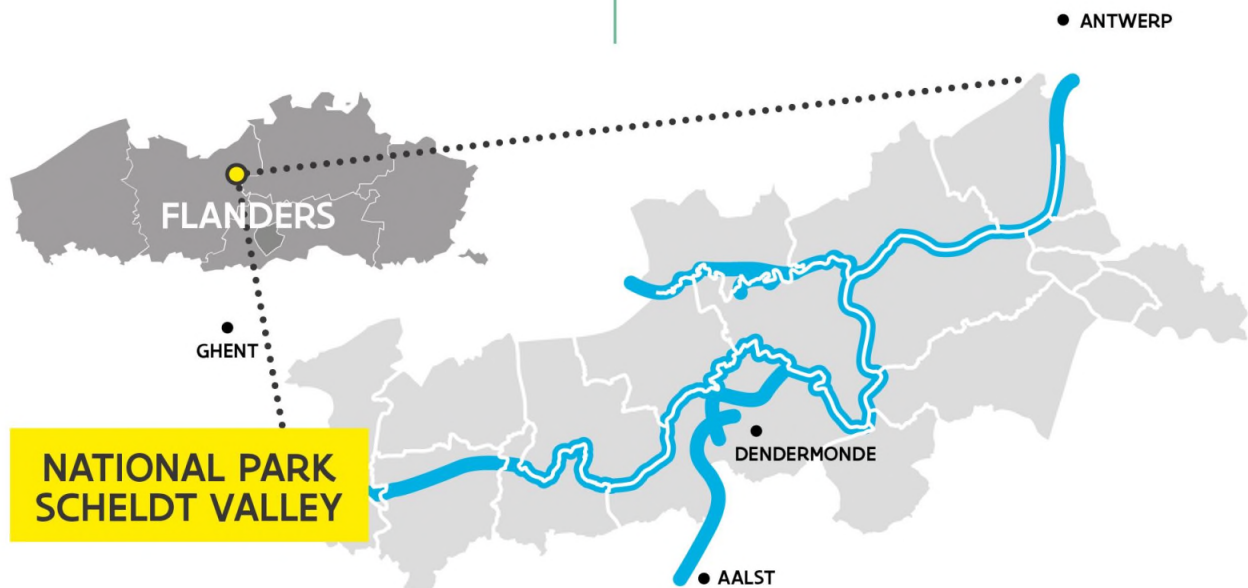 ANTWERP
FLANDERS
GHENT
NATIONAL PARK
SCHELDT VALLEY
DENDERMONDE
AALST